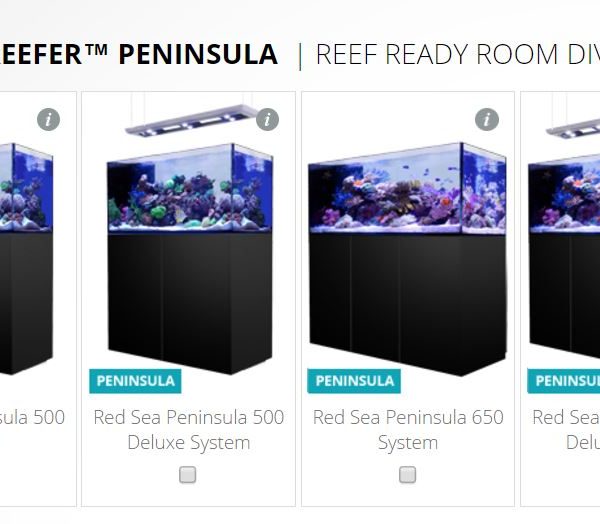 EEFER™ PENINSULA | REEF READY ROOM DIV
i
i
PENINSULA
PENINSULA
PENINSU
sula 500
Red Sea Peninsula 500
Deluxe System
Red Sea Peninsula 650
System
Red Sea
Delu